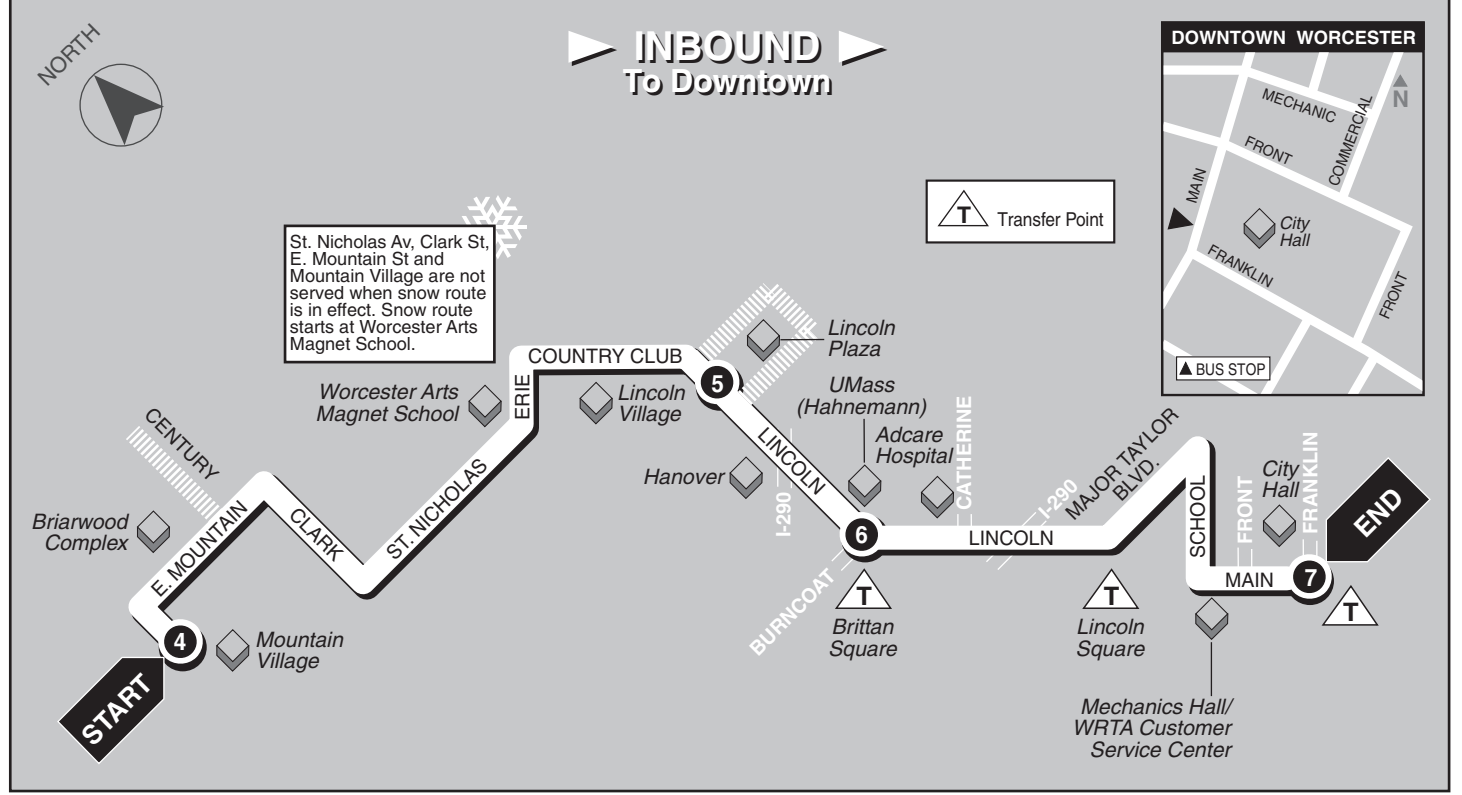 INBOUND
To Downtown
NORTH
DOWNTOWN WORCESTER
N
MECHANIC
COMMERCIAL
FRONT
MAIN
City
Hall
FRANKLIN
FRONT
BUS STOP
T Transfer Point
St. Nicholas Av, Clark St,
E. Mountain St and
Mountain Village are not
served when snow route
is in effect. Snow route
starts at Worcester Arts
Magnet School.
Lincoln
Plaza
COUNTRY CLUB
5
Worcester Arts
Magnet School
ERIE
Lincoln
Village
UMass
(Hahnemann)
Adcare
Hospital
CATHERINE
CENTURY
LINCOLN
Hanover
I-290
I-290
MAJOR TAYLOR
BLVD.
SCHOOL
FRONT
City
Hall
FRANKLIN
END
Briarwood
Complex
E. MOUNTAIN
CLARK
ST. NICHOLAS
6
LINCOLN
MAIN
7
BURNCOAT
T
Brittan
Square
T
Lincoln
Square
T
4
Mountain
Village
START
Mechanics Hall/
WRTA Customer
Service Center